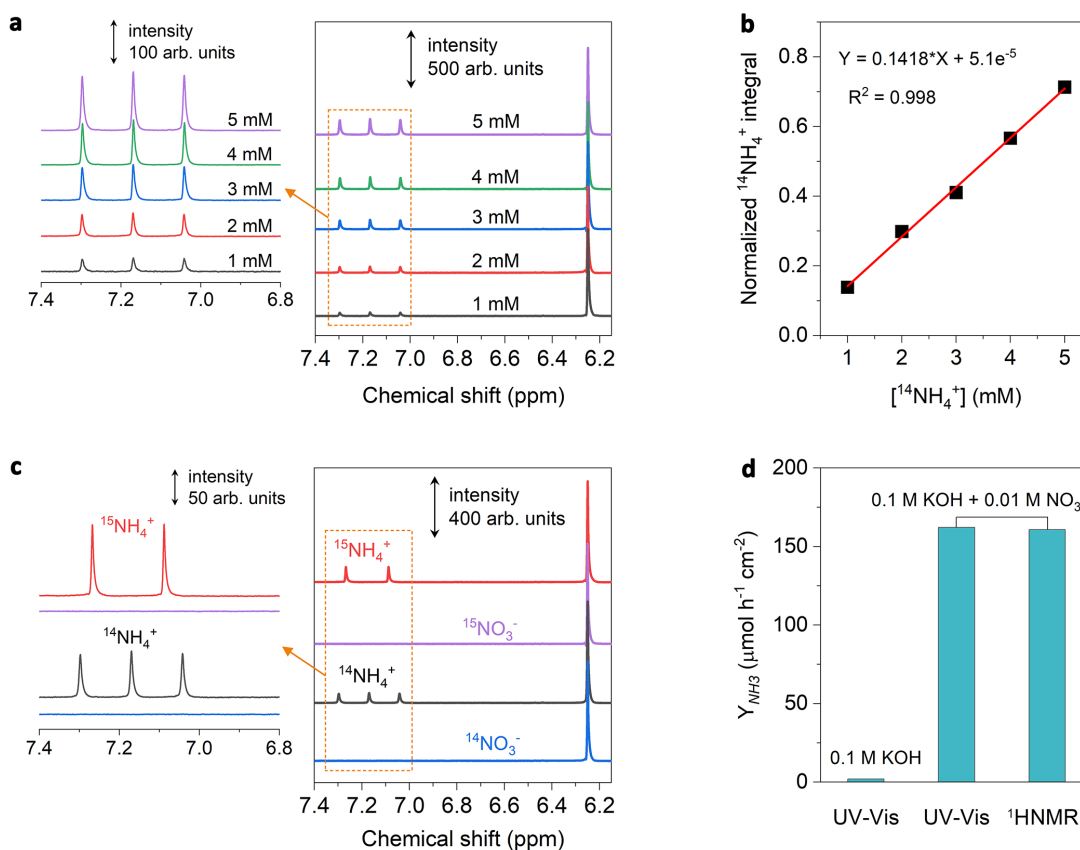 a
intensity
100 arb. units
5 mM
4 mM
3 mM
2 mM
1 mM
7.4 7.2 7.0 6.8
intensity
500 arb. units
5 mM
4 mM
3 mM
2 mM
1 mM
7.4 7.2 7.0 6.8 6.6 6.4 6.2
Chemical shift (ppm)
b
Y = 0.1418*X + 5.1e⁻⁵
R² = 0.998
0.8
0.6
0.4
0.2
0.0
Normalized ¹⁴NH₄⁺ integral
1 2 3 4 5
[¹⁴NH₄⁺] (mM)
c
intensity
50 arb. units
¹⁵NH₄⁺
¹⁴NH₄⁺
7.4 7.2 7.0 6.8
intensity
400 arb. units
¹⁵NH₄⁺
¹⁵NO₃⁻
¹⁴NH₄⁺
¹⁴NO₃⁻
7.4 7.2 7.0 6.8 6.6 6.4 6.2
Chemical shift (ppm)
d
200
150
100
50
0
Y_NH3 (μmol h⁻¹ cm⁻²)
0.1 M KOH + 0.01 M NO₃
0.1 M KOH
UV-Vis UV-Vis ¹HNMR